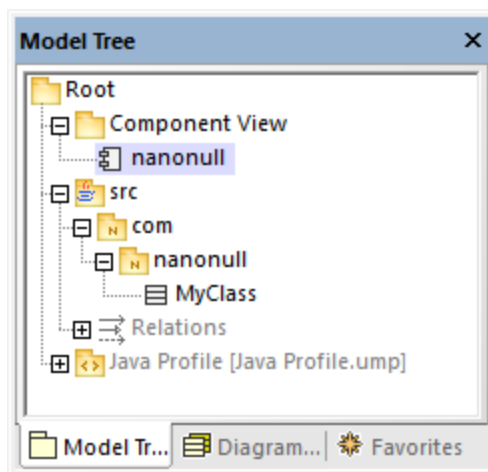 Model Tree
Root
Component View
nanonull
src
com
nanonull
MyClass
Relations
Java Profile [Java Profile.ump]
Model Tr... Diagram... Favorites